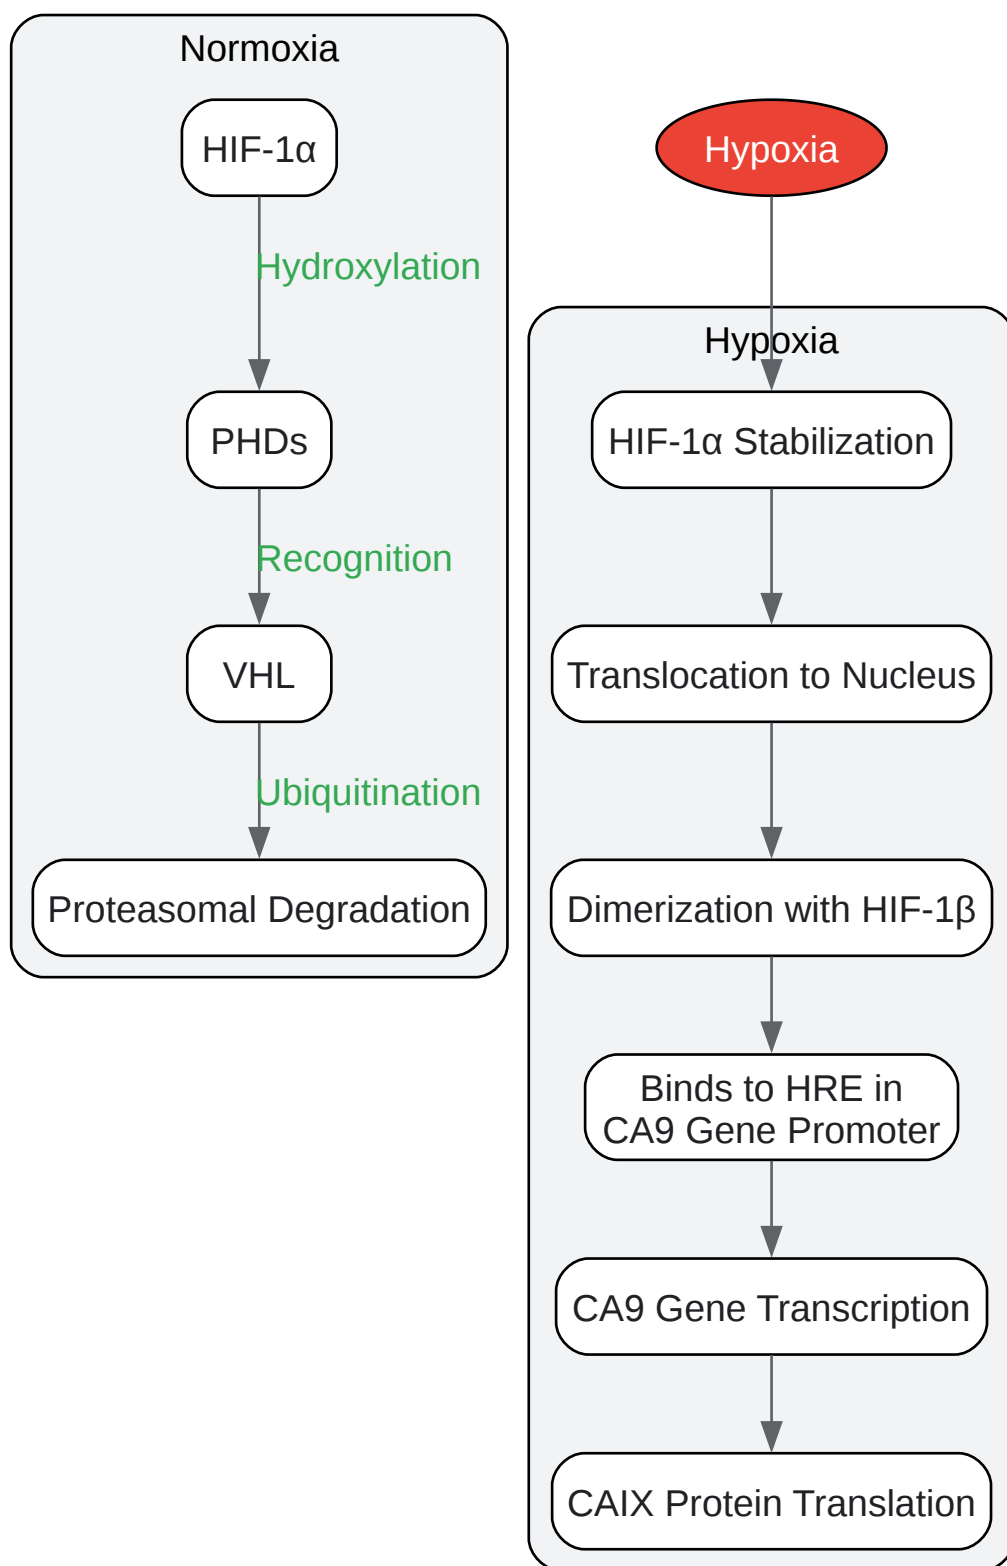 Normoxia
HIF-1α
Hydroxylation
PHDs
Recognition
VHL
Ubiquitination
Proteasomal Degradation
Hypoxia
Hypoxia
HIF-1α Stabilization
Translocation to Nucleus
Dimerization with HIF-1β
Binds to HRE in
CA9 Gene Promoter
CA9 Gene Transcription
CAIX Protein Translation